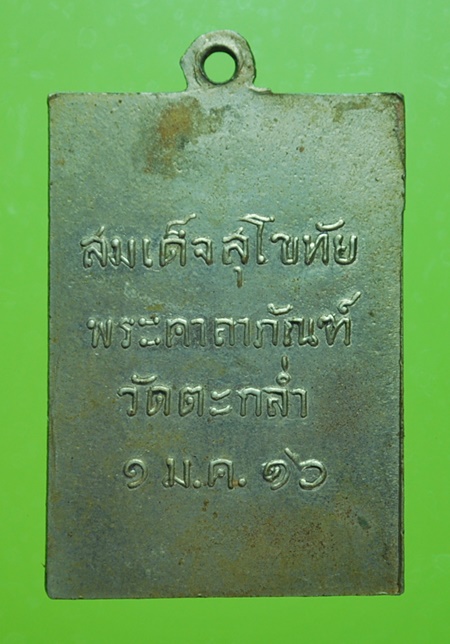 สมเด็จสุโขทัย
พระคาลาภัณฑ์
วัดตะกล่ำ
๑ ม.ค. ๑๖